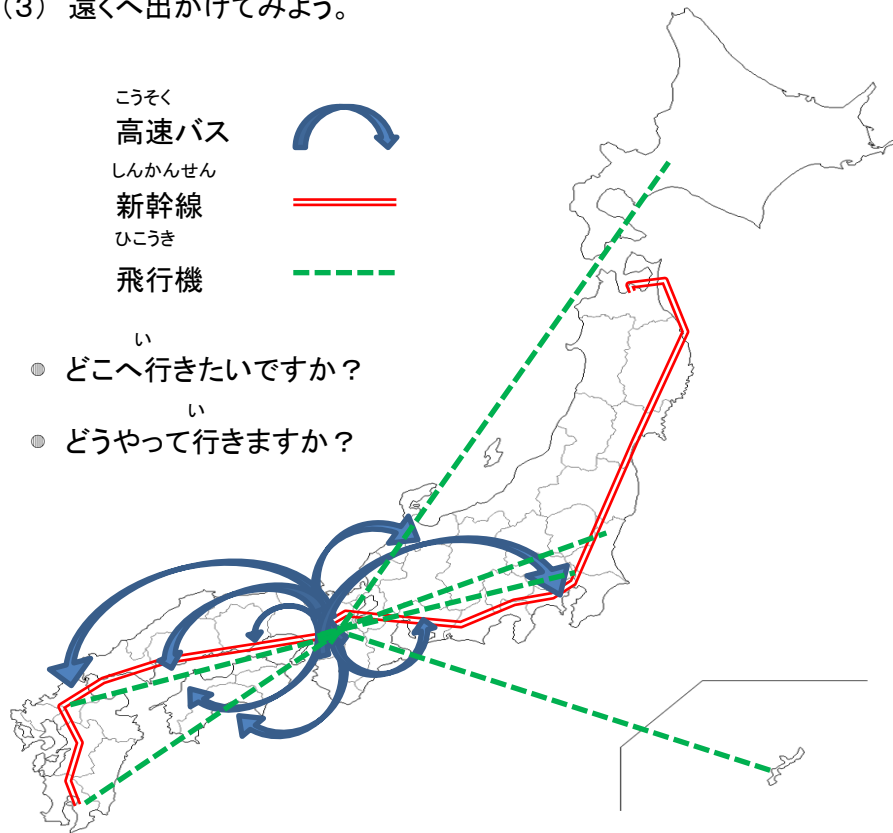 （3） 遠くへ出かけてみよう。
こうそく
高速バス
しんかんせん
新幹線
ひこうき
飛行機
い
どこへ行きたいですか？
い
どうやって行きますか？